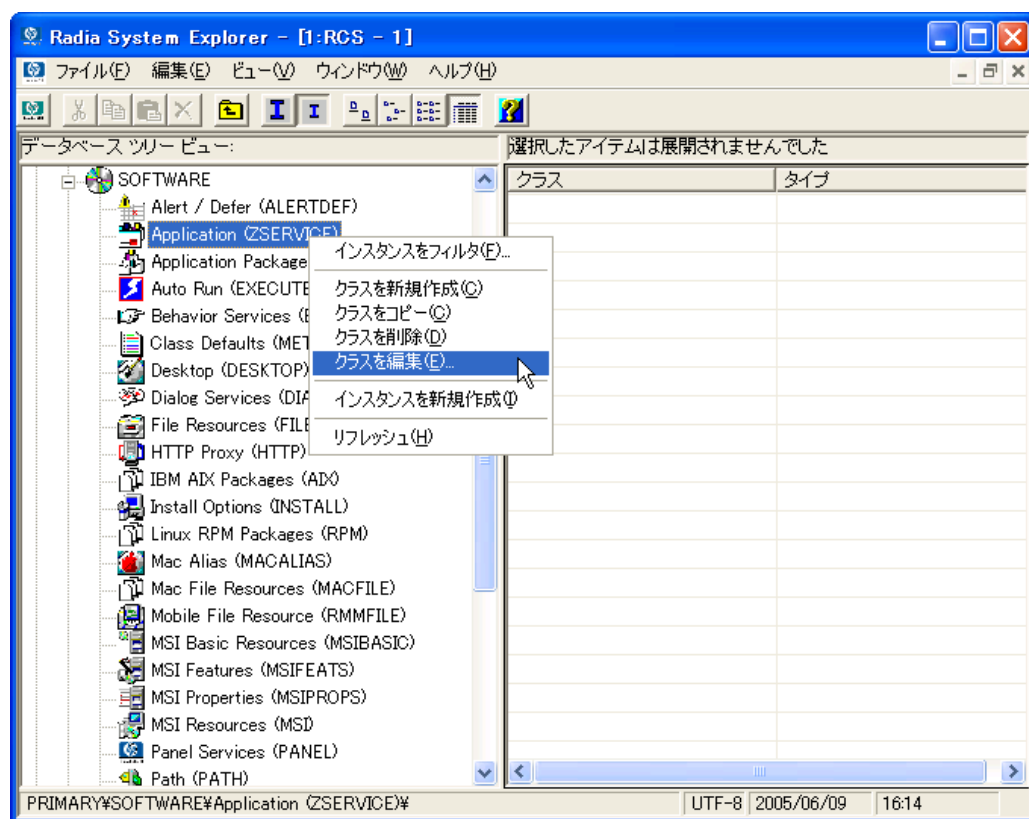 Radia System Explorer - [1:RCS - 1]
ファイル(F) 編集(E) ビュー(V) ウィンドウ(W) ヘルプ(H)
データベース ツリー ビュー:
選択したアイテムは展開されませんでした
クラス タイプ
SOFTWARE
Alert / Defer (ALERTDEF)
Application (ZSERVICE)
Application Package
Auto Run (EXECUTE
Behavior Services (
Class Defaults (MET
Desktop (DESKTOP)
Dialog Services (DIA
File Resources (FILE
HTTP Proxy (HTTP)
IBM AIX Packages (AIX)
Install Options (INSTALL)
Linux RPM Packages (RPM)
Mac Alias (MACALIAS)
Mac File Resources (MACFILE)
Mobile File Resource (RMMFILE)
MSI Basic Resources (MSIBASIC)
MSI Features (MSIFEATS)
MSI Properties (MSIPROPS)
MSI Resources (MSI)
Panel Services (PANEL)
Path (PATH)
インスタンスをフィルタ(F)...
クラスを新規作成(C)
クラスをコピー(C)
クラスを削除(D)
クラスを編集(E)...
インスタンスを新規作成(I)
リフレッシュ(H)
PRIMARY¥SOFTWARE¥Application (ZSERVICE)¥ UTF-8 2005/06/09 16:14